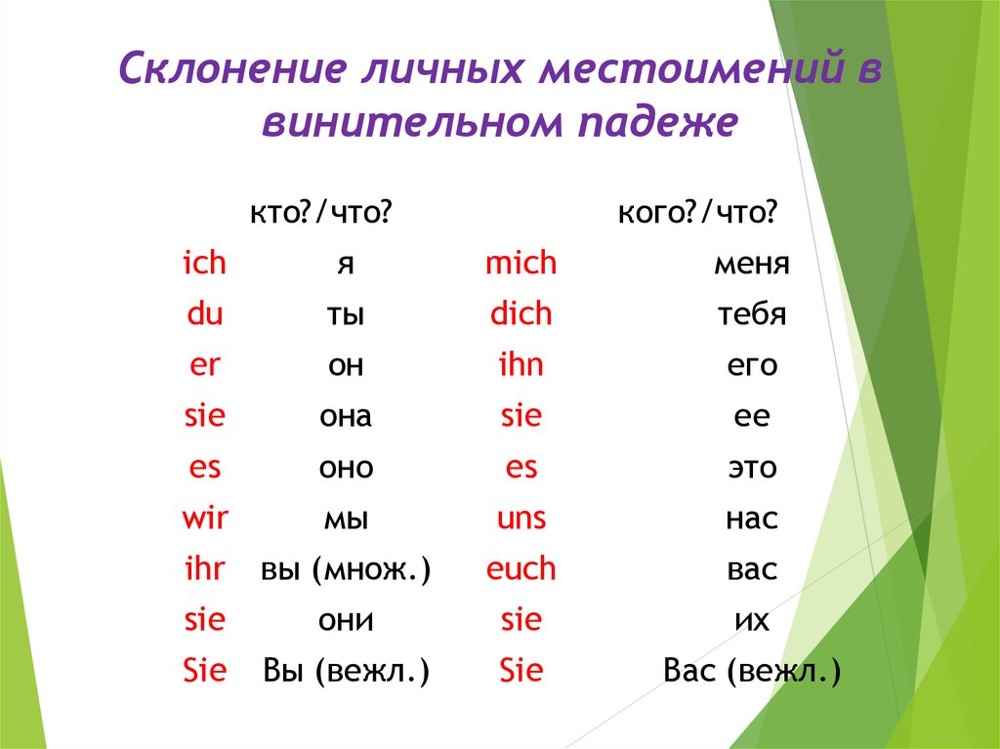 Склонение личных местоимений в
винительном падеже
кто?/что? кого?/что?
ich я mich меня
du ты dich тебя
er он ihn его
sie она sie ее
es оно es это
wir мы uns нас
ihr вы (множ.) euch вас
sie они sie их
Sie Вы (вежл.) Sie Вас (вежл.)